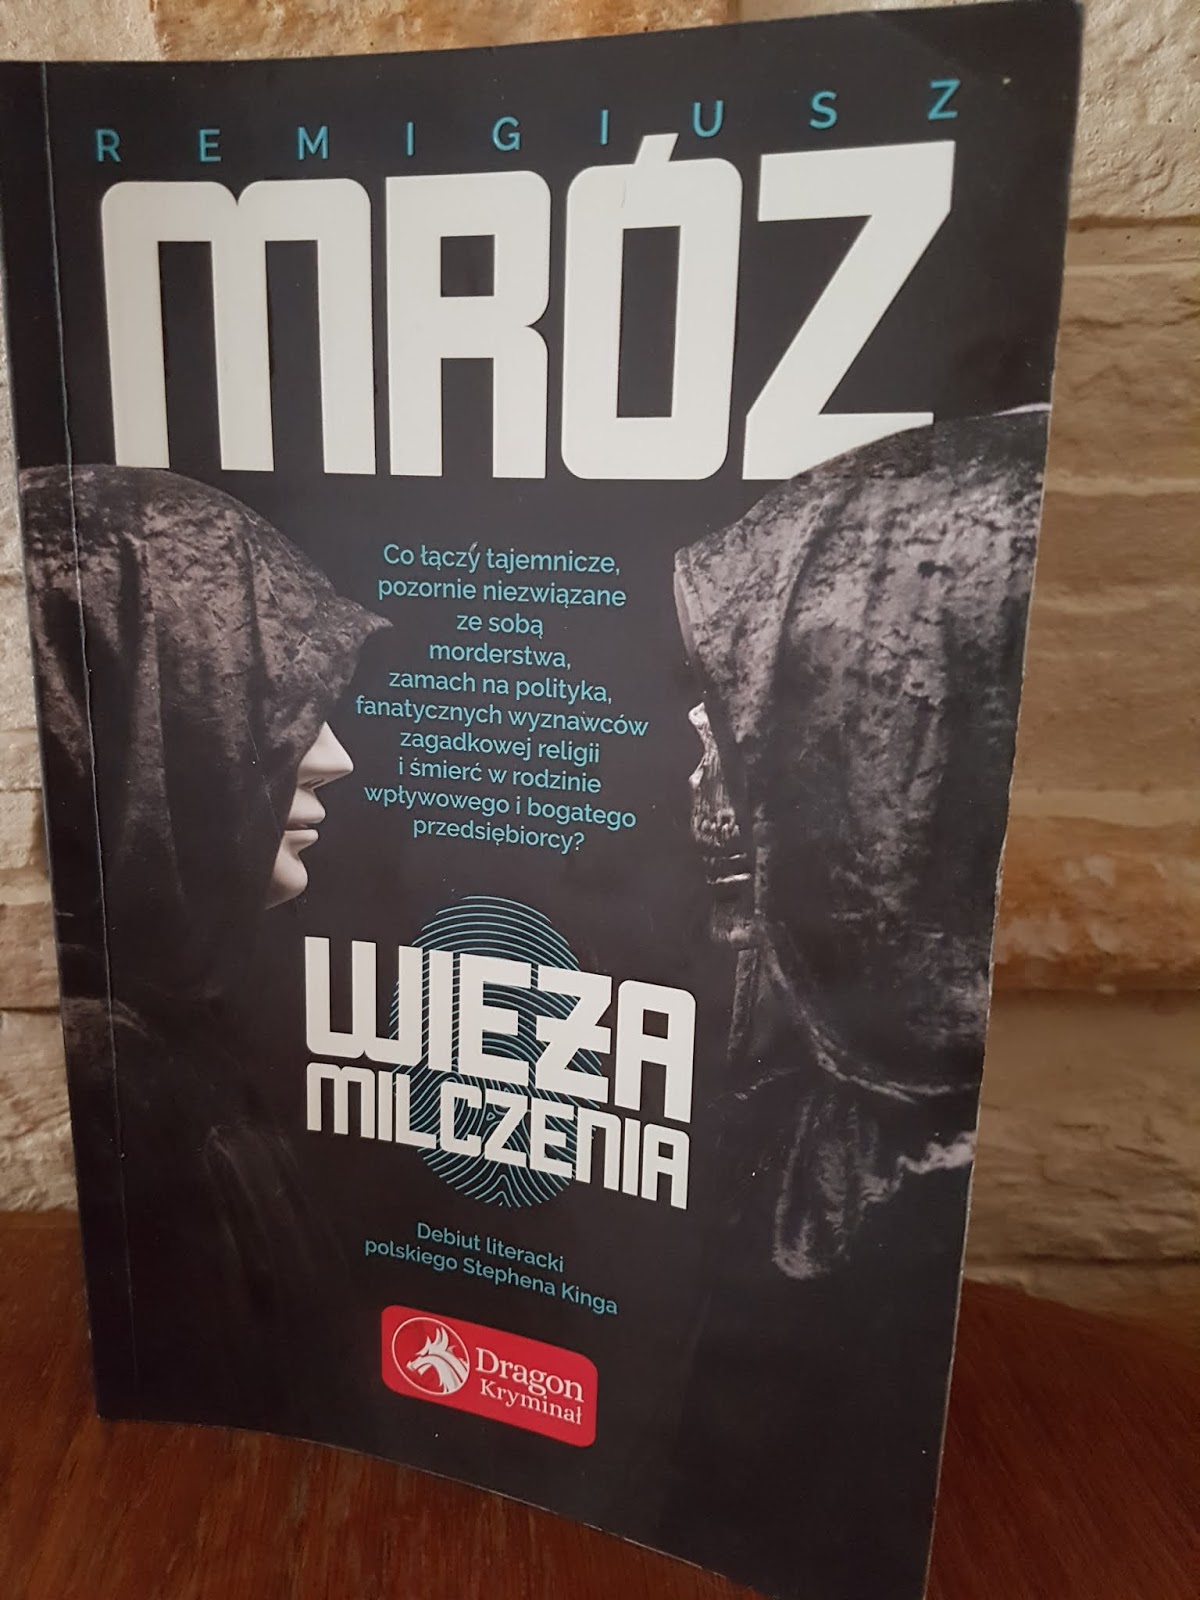 REMIGIUSZ
MRÓZ
Co łączy tajemnicze,
pozornie niezwiązane
ze sobą
morderstwa,
zamach na polityka,
fanatycznych wyznawców
zagadkowej religii
i śmierć w rodzinie
wpływowego i bogatego
przedsiębiorcy?
WIEŻA
MILCZENIA
Debiut literacki
polskiego Stephena Kinga
Dragon
Kryminał